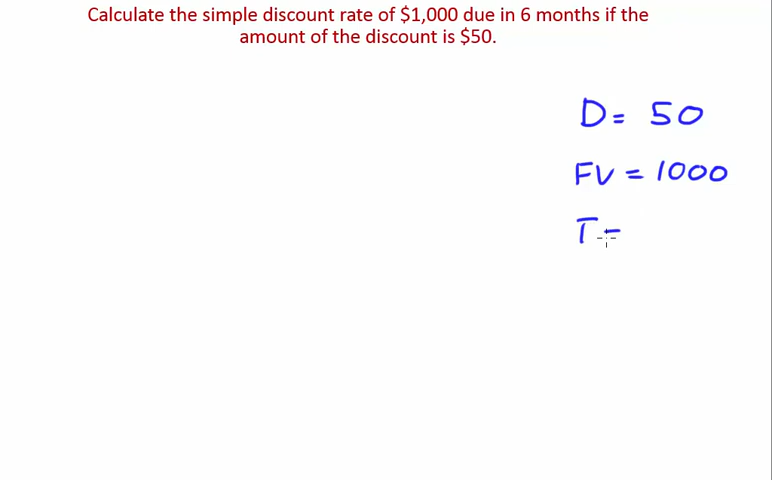 Calculate the simple discount rate of $1,000 due in 6 months if the
amount of the discount is $50.
D = 50
FV = 1000
T =